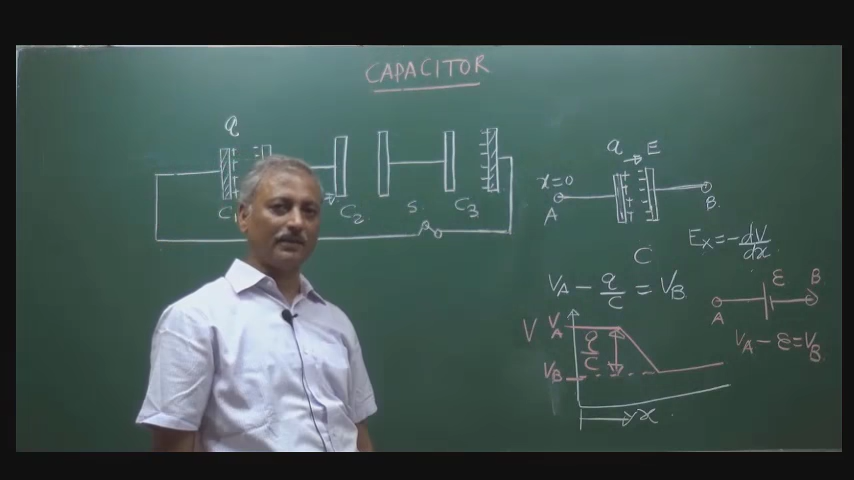 CAPACITOR
q
C1
C2
S
C3
q E
x=0
A
B
C
Ex = - dV/dx
VA - q/C = VB
ε
A
B
VA - ε = VB
V
VA
q/C
VB
x